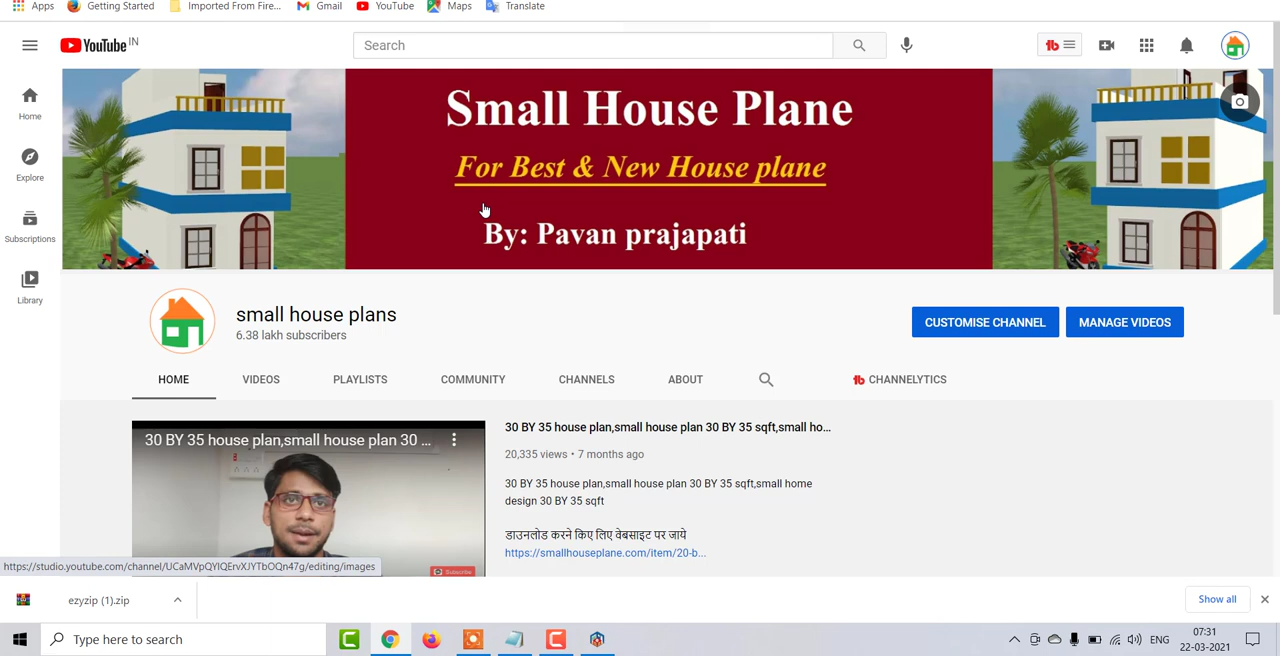 Apps Getting Started Imported From Fire... Gmail YouTube Maps Translate
YouTube IN
Search
Home
Explore
Subscriptions
Library
Small House Plane
For Best & New House plane
By: Pavan prajapati
small house plans
6.38 lakh subscribers
CUSTOMISE CHANNEL MANAGE VIDEOS
HOME VIDEOS PLAYLISTS COMMUNITY CHANNELS ABOUT CHANNELYTICS
30 BY 35 house plan,small house plan 30 ...
30 BY 35 house plan,small house plan 30 BY 35 sqft,small ho...
20,335 views • 7 months ago
30 BY 35 house plan,small house plan 30 BY 35 sqft,small home
design 30 BY 35 sqft
डाउनलोड करने किए लिए वेबसाइट पर जाये
https://smallhouseplane.com/item/20-b...
Subscribe
https://studio.youtube.com/channel/UCaMVpQYIQErvXJYTbOQn47g/editing/images
ezyzip (1).zip
Show all
Type here to search
ENG
07:31
22-03-2021